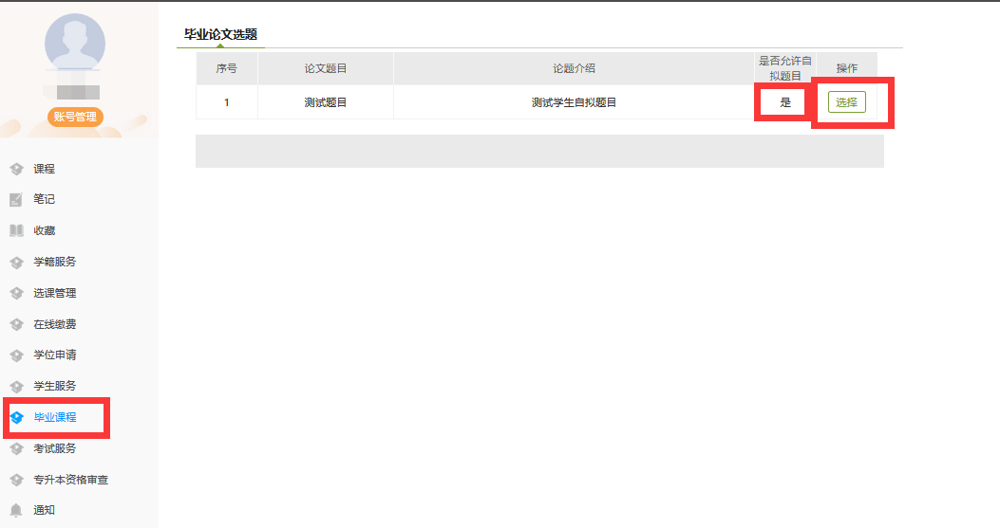 账号管理
课程
笔记
收藏
学籍服务
选课管理
在线缴费
学位申请
学生服务
毕业课程
考试服务
专升本资格审查
通知
毕业论文选题
序号 论文题目 论题介绍 是否允许自拟题目 操作
1 测试题目 测试学生自拟题目 是 选择